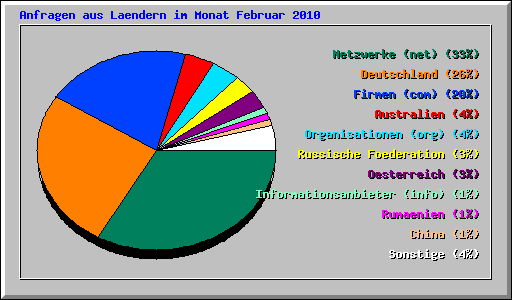 Anfragen aus Laendern im Monat Februar 2010
Netzwerke (net) (33%)
Deutschland (26%)
Firmen (com) (20%)
Australien (4%)
Organisationen (org) (4%)
Russische Foederation (3%)
Oesterreich (3%)
Informationsanbieter (info) (1%)
Rumaenien (1%)
China (1%)
Sonstige (4%)